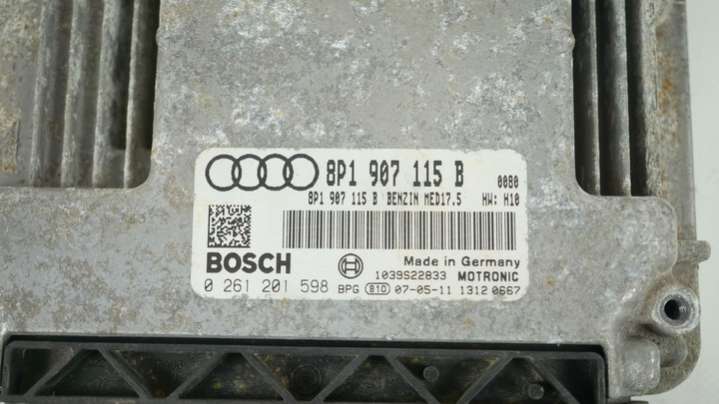 8P1 907 115 B 0080
8P1 907 115 B BENZIN MED17.5 HW: H10
BOSCH Made in Germany
1039S22833 MOTRONIC
0 261 201 598 BPG 810 07-05-11 1312 0667